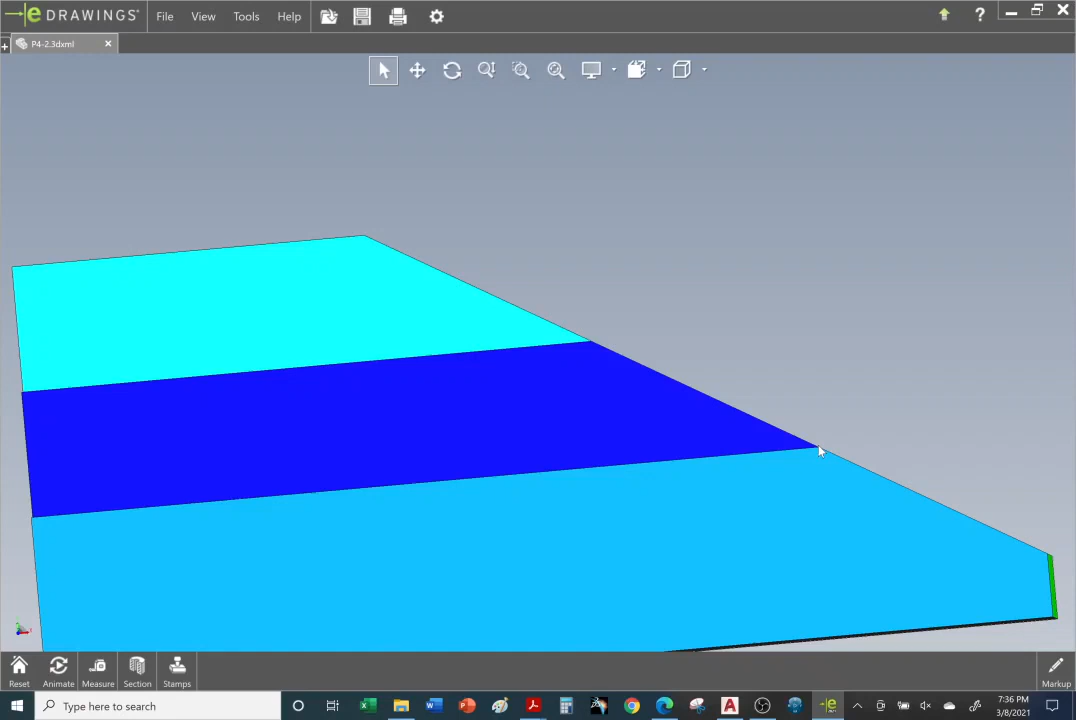 eDRAWINGS® File View Tools Help
P4-2.3dxml
Reset Animate Measure Section Stamps Markup
Type here to search
7:36 PM
3/8/2021